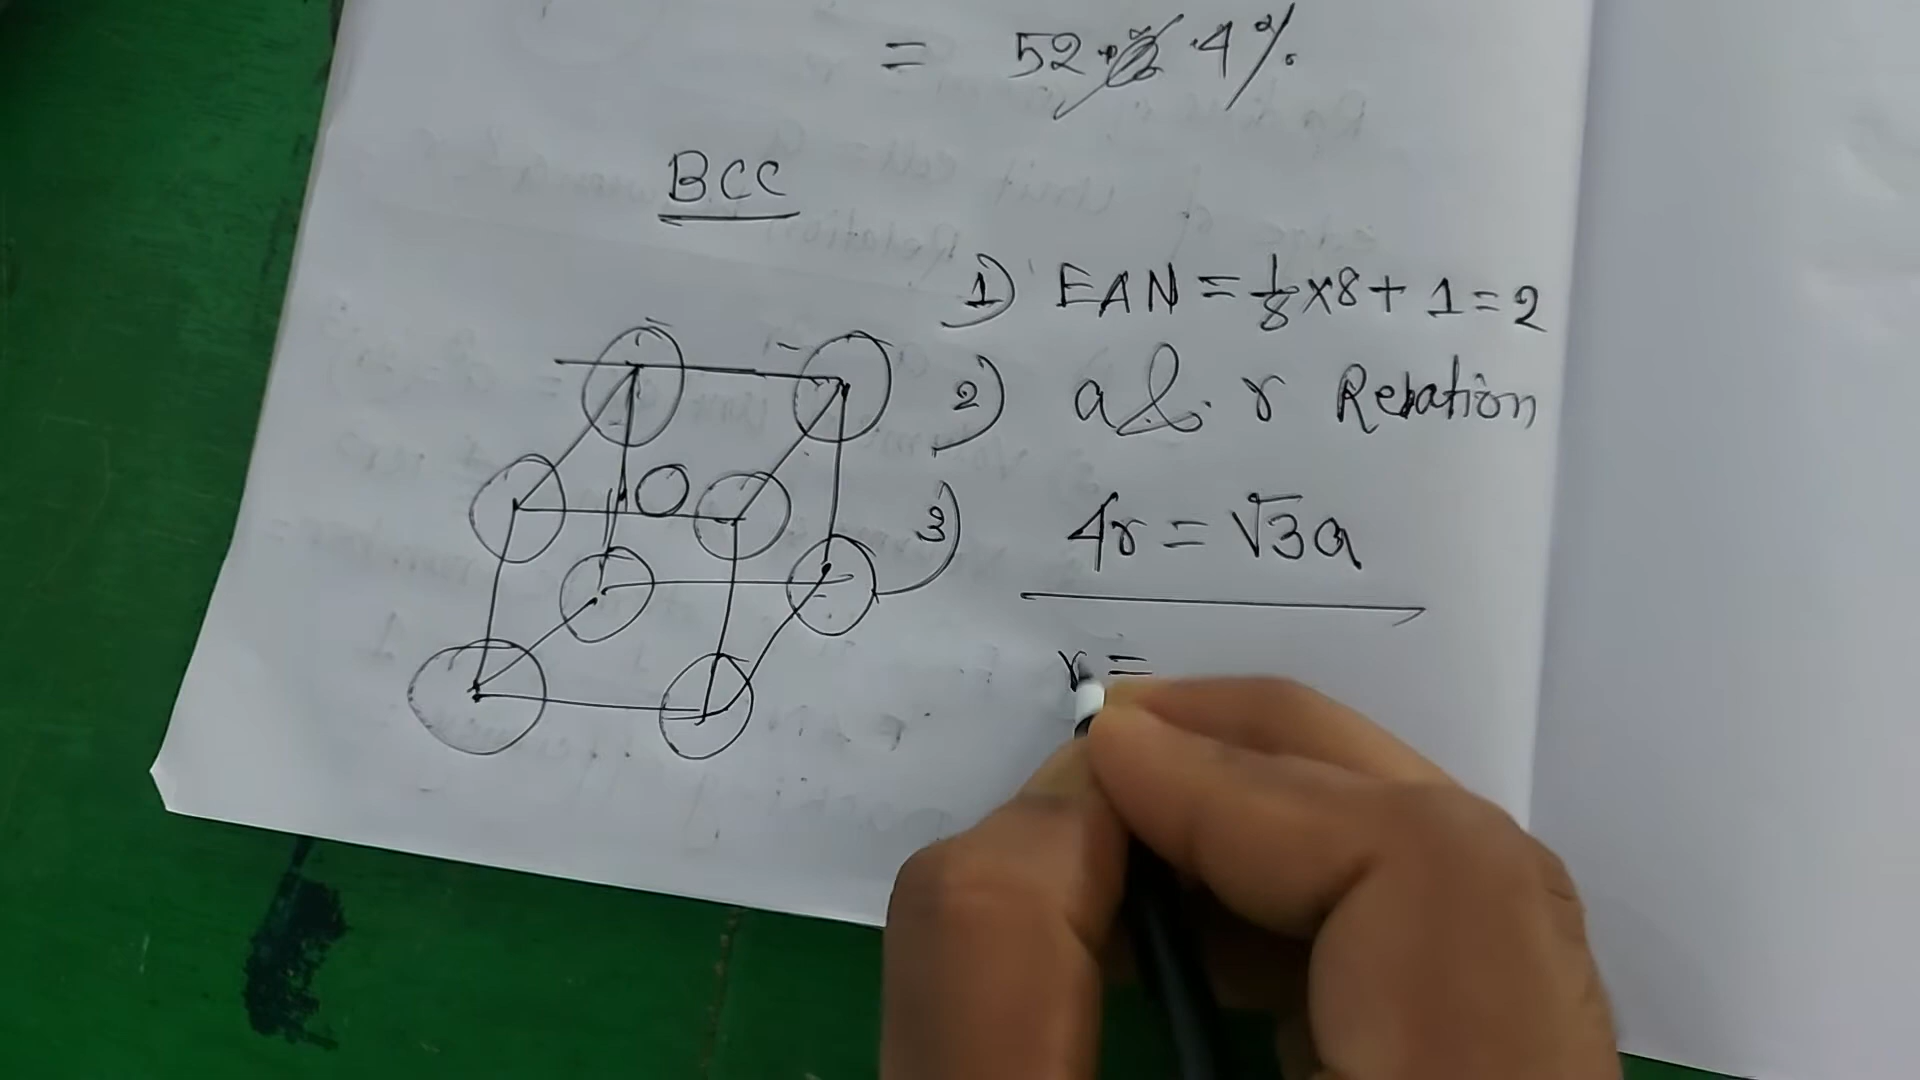 = 52.4%
BCC
1) EAN = 1/8 x 8 + 1 = 2
2) a & r Relation
3) 4r = √3a
r =